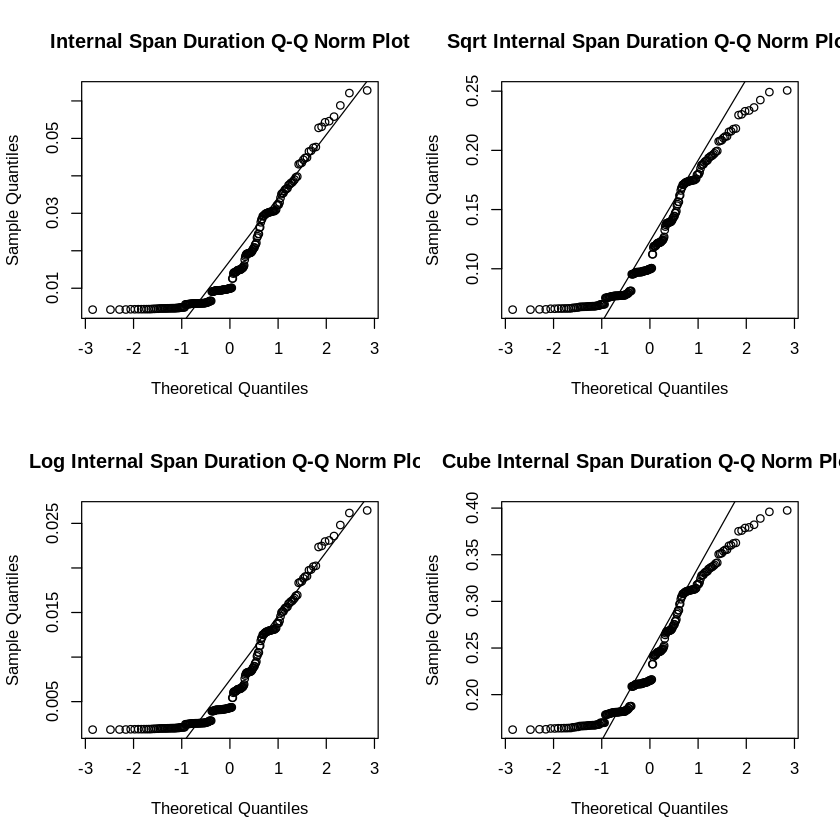 Internal Span Duration Q-Q Norm Plot
Sample Quantiles
0.05
0.03
0.01
-3 -2 -1 0 1 2 3
Theoretical Quantiles
Sqrt Internal Span Duration Q-Q Norm Plo
Sample Quantiles
0.25
0.20
0.15
0.10
-3 -2 -1 0 1 2 3
Theoretical Quantiles
Log Internal Span Duration Q-Q Norm Plo
Sample Quantiles
0.025
0.015
0.005
-3 -2 -1 0 1 2 3
Theoretical Quantiles
Cube Internal Span Duration Q-Q Norm Plo
Sample Quantiles
0.40
0.35
0.30
0.25
0.20
-3 -2 -1 0 1 2 3
Theoretical Quantiles